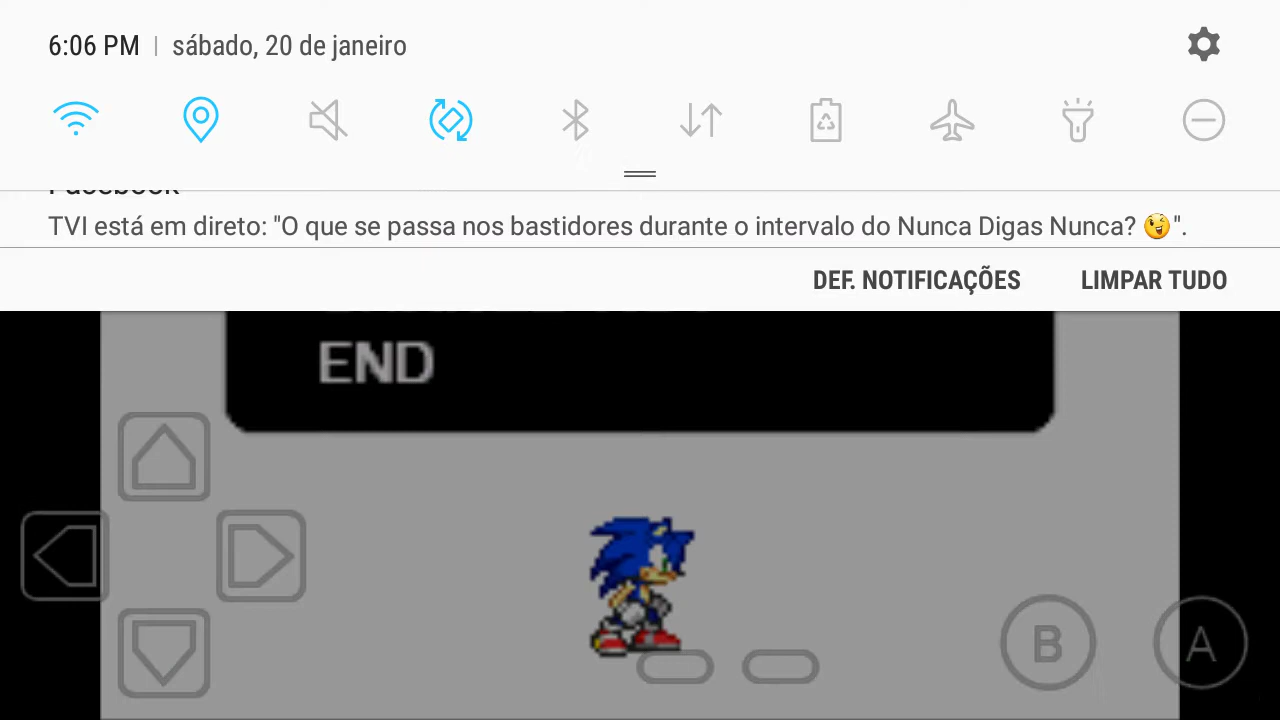 6:06 PM | sábado, 20 de janeiro
Facebook
TVI está em direto: "O que se passa nos bastidores durante o intervalo do Nunca Digas Nunca? 😜".
DEF. NOTIFICAÇÕES LIMPAR TUDO
END
B A